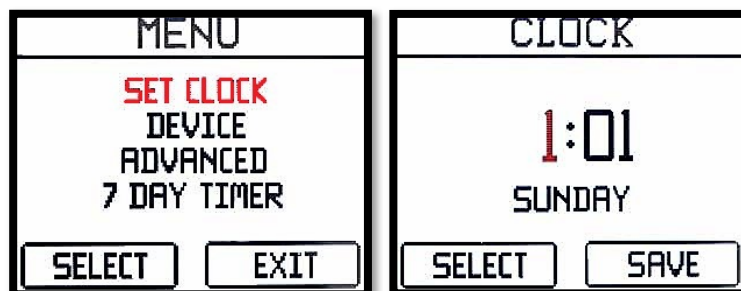 MENU
SET CLOCK
DEVICE
ADVANCED
7 DAY TIMER
SELECT EXIT
CLOCK
1:01
SUNDAY
SELECT SAVE